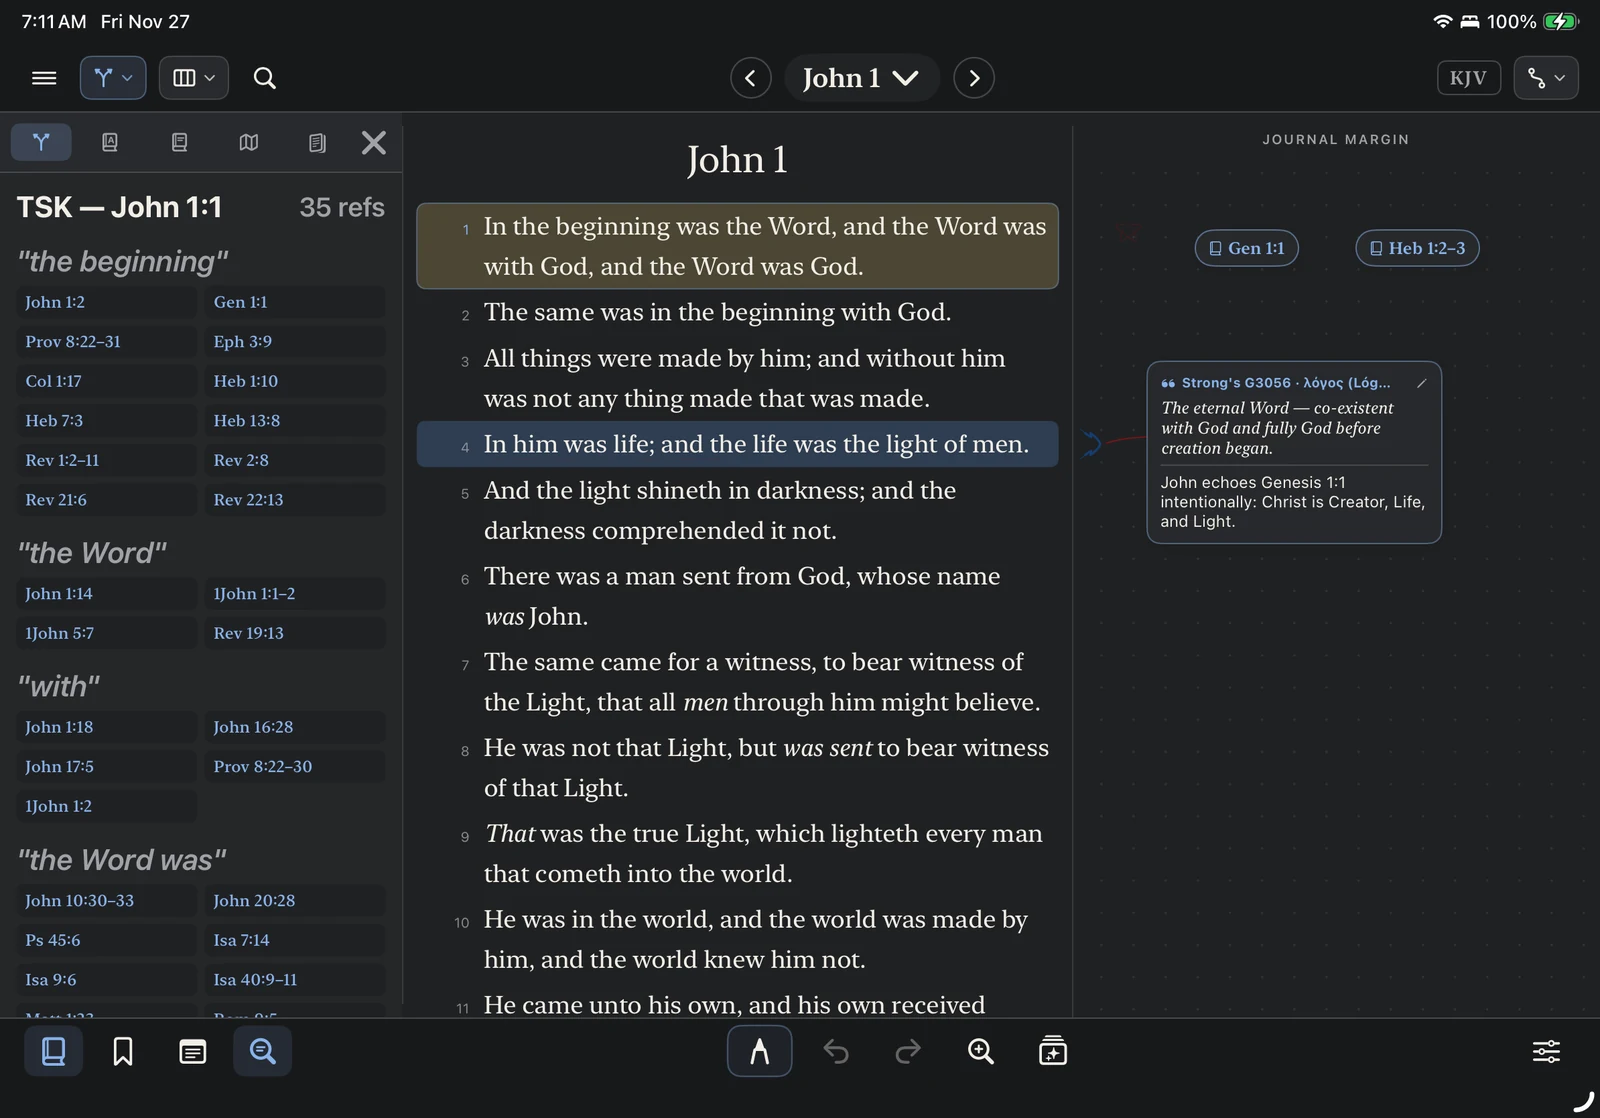 7:11 AM Fri Nov 27
100%
John 1
KJV
TSK — John 1:1
35 refs
"the beginning"
John 1:2
Gen 1:1
Prov 8:22–31
Eph 3:9
Col 1:17
Heb 1:10
Heb 7:3
Heb 13:8
Rev 1:2–11
Rev 2:8
Rev 21:6
Rev 22:13
"the Word"
John 1:14
1John 1:1–2
1John 5:7
Rev 19:13
"with"
John 1:18
John 16:28
John 17:5
Prov 8:22–30
1John 1:2
"the Word was"
John 10:30–33
John 20:28
Ps 45:6
Isa 7:14
Isa 9:6
Isa 40:9–11
John 1
1 In the beginning was the Word, and the Word was
with God, and the Word was God.
2 The same was in the beginning with God.
3 All things were made by him; and without him
was not any thing made that was made.
4 In him was life; and the life was the light of men.
5 And the light shineth in darkness; and the
darkness comprehended it not.
6 There was a man sent from God, whose name
was John.
7 The same came for a witness, to bear witness of
the Light, that all men through him might believe.
8 He was not that Light, but was sent to bear witness
of that Light.
9 That was the true Light, which lighteth every man
that cometh into the world.
10 He was in the world, and the world was made by
him, and the world knew him not.
11 He came unto his own, and his own received
JOURNAL MARGIN
Gen 1:1
Heb 1:2–3
Strong's G3056 · λόγος (Lóg...
The eternal Word — co-existent
with God and fully God before
creation began.
John echoes Genesis 1:1
intentionally: Christ is Creator, Life,
and Light.